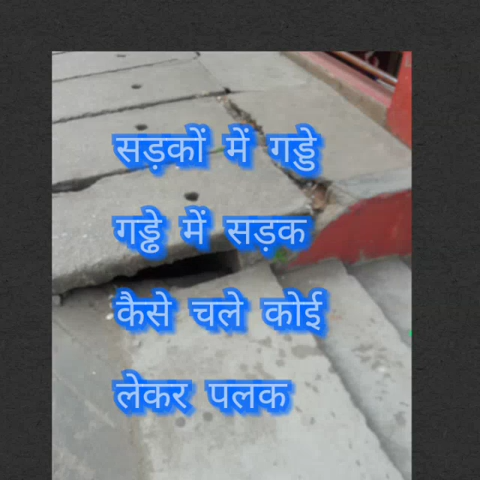 सड़कों में गड्डे
गड्ढे में सड़क
कैसे चले कोई
लेकर पलक